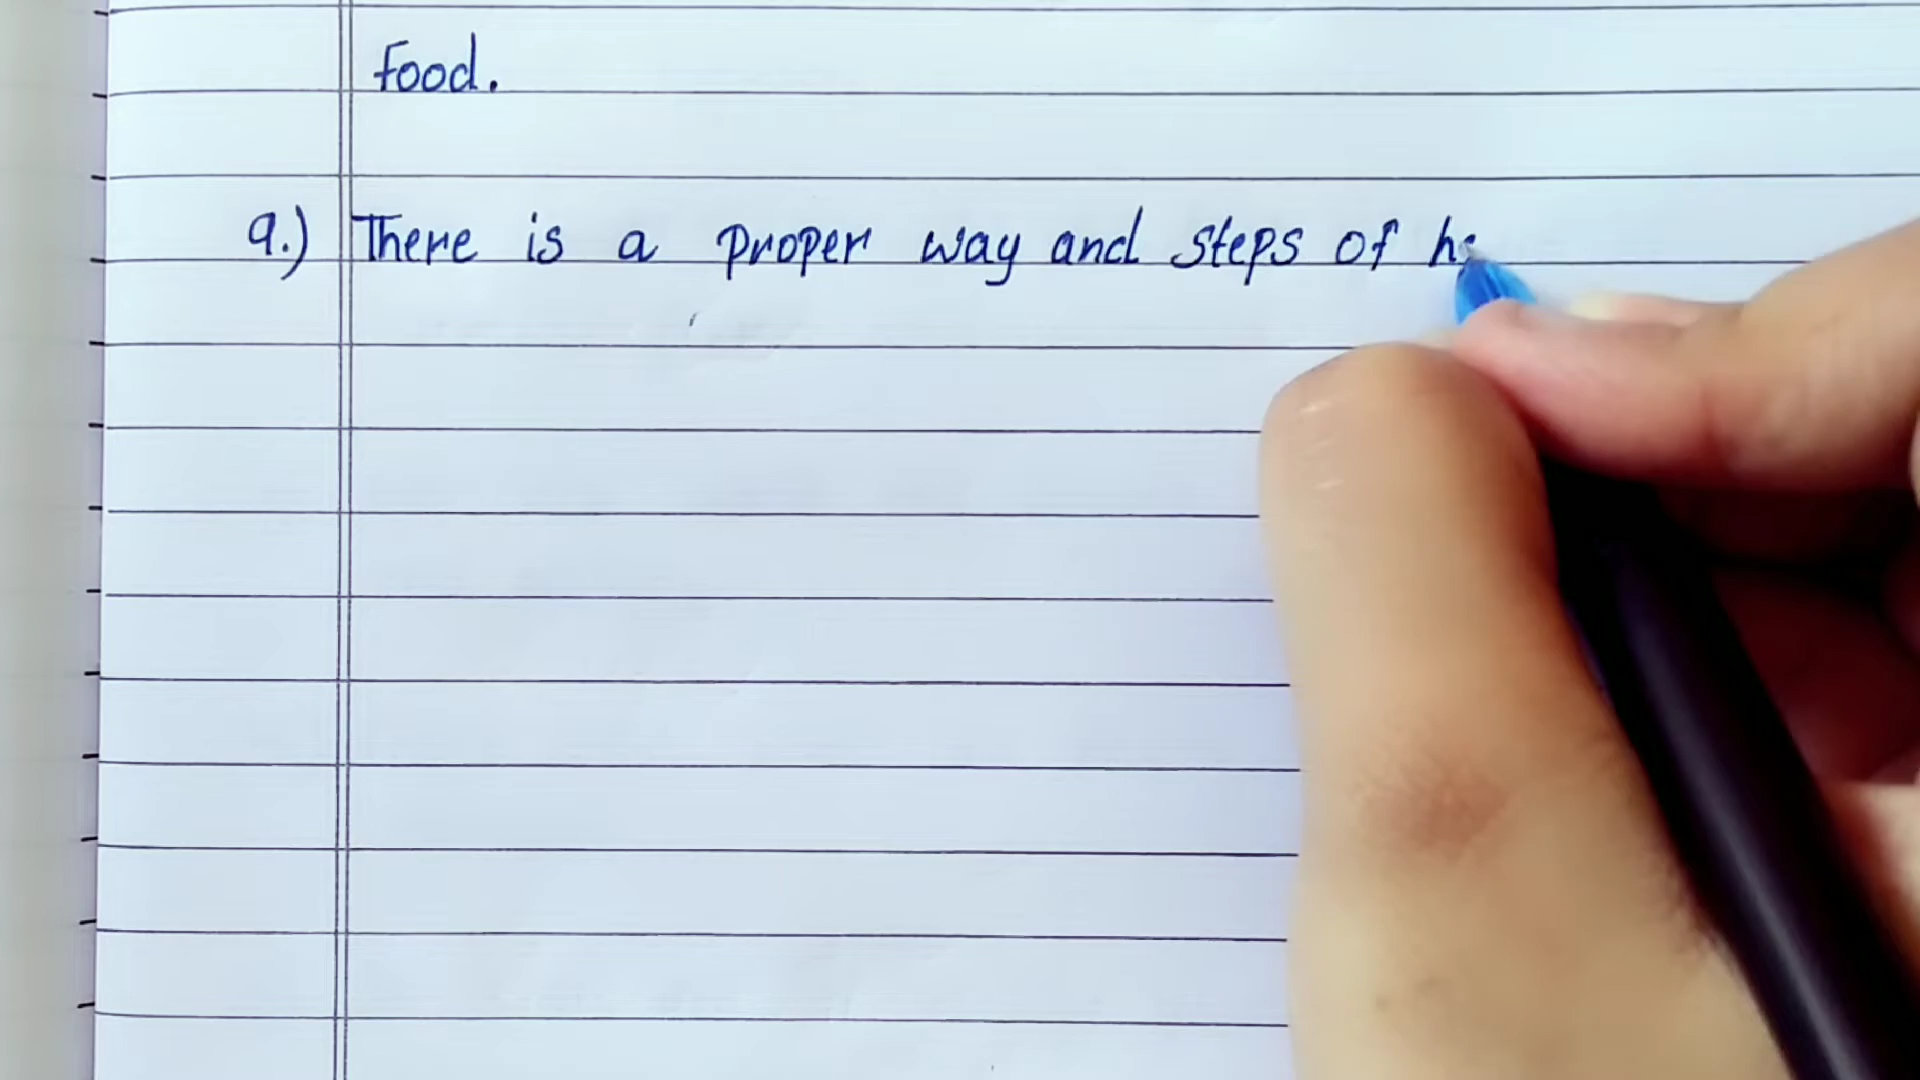 Food.
9.) There is a proper way and steps of